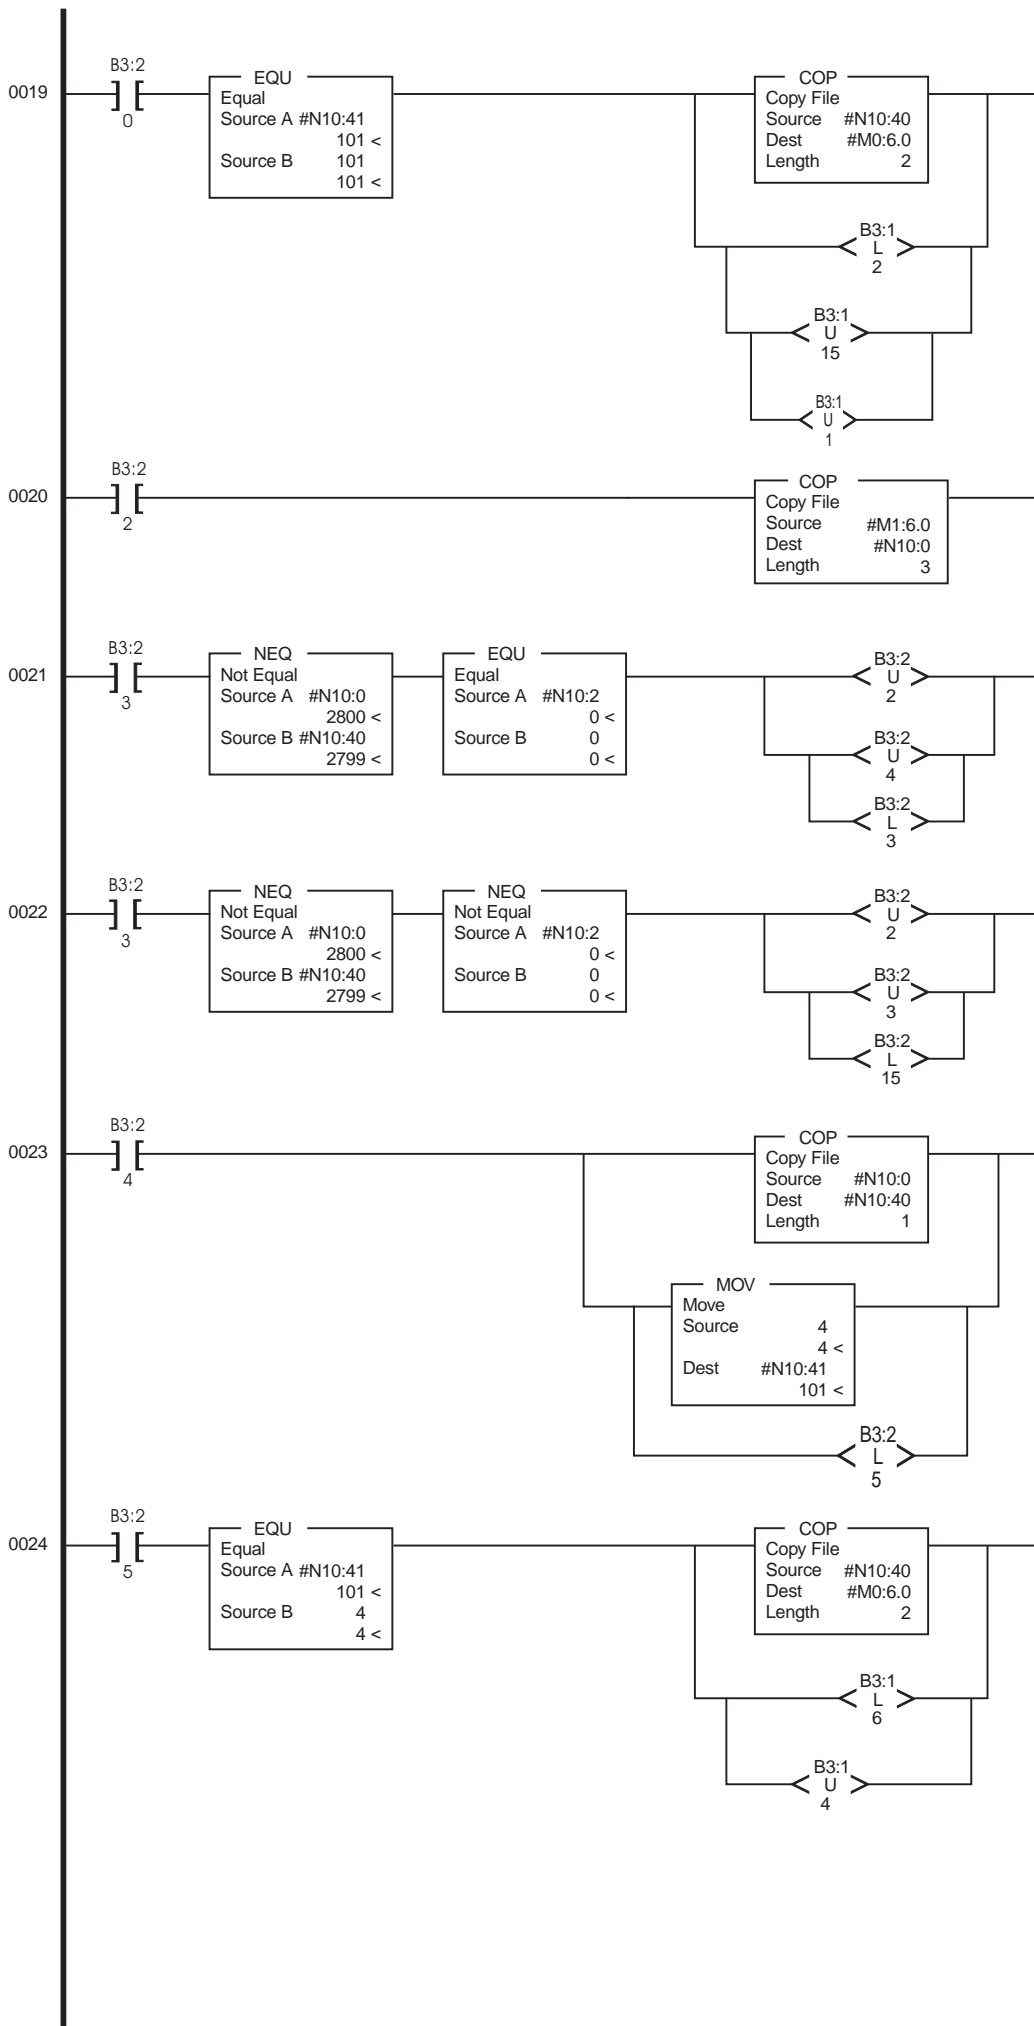 0019
B3:2
0
EQU
Equal
Source A #N10:41
101 <
Source B 101
101 <
COP
Copy File
Source #N10:40
Dest #M0:6.0
Length 2
B3:1
L
2
B3:1
U
15
B3:1
U
1
0020
B3:2
2
COP
Copy File
Source #M1:6.0
Dest #N10:0
Length 3
0021
B3:2
3
NEQ
Not Equal
Source A #N10:0
2800 <
Source B #N10:40
2799 <
EQU
Equal
Source A #N10:2
0 <
Source B 0
0 <
B3:2
U
2
B3:2
U
4
B3:2
L
3
0022
B3:2
3
NEQ
Not Equal
Source A #N10:0
2800 <
Source B #N10:40
2799 <
NEQ
Not Equal
Source A #N10:2
0 <
Source B 0
0 <
B3:2
U
2
B3:2
U
3
B3:2
L
15
0023
B3:2
4
COP
Copy File
Source #N10:0
Dest #N10:40
Length 1
MOV
Move
Source 4
4 <
Dest #N10:41
101 <
B3:2
L
5
0024
B3:2
5
EQU
Equal
Source A #N10:41
101 <
Source B 4
4 <
COP
Copy File
Source #N10:40
Dest #M0:6.0
Length 2
B3:1
L
6
B3:1
U
4